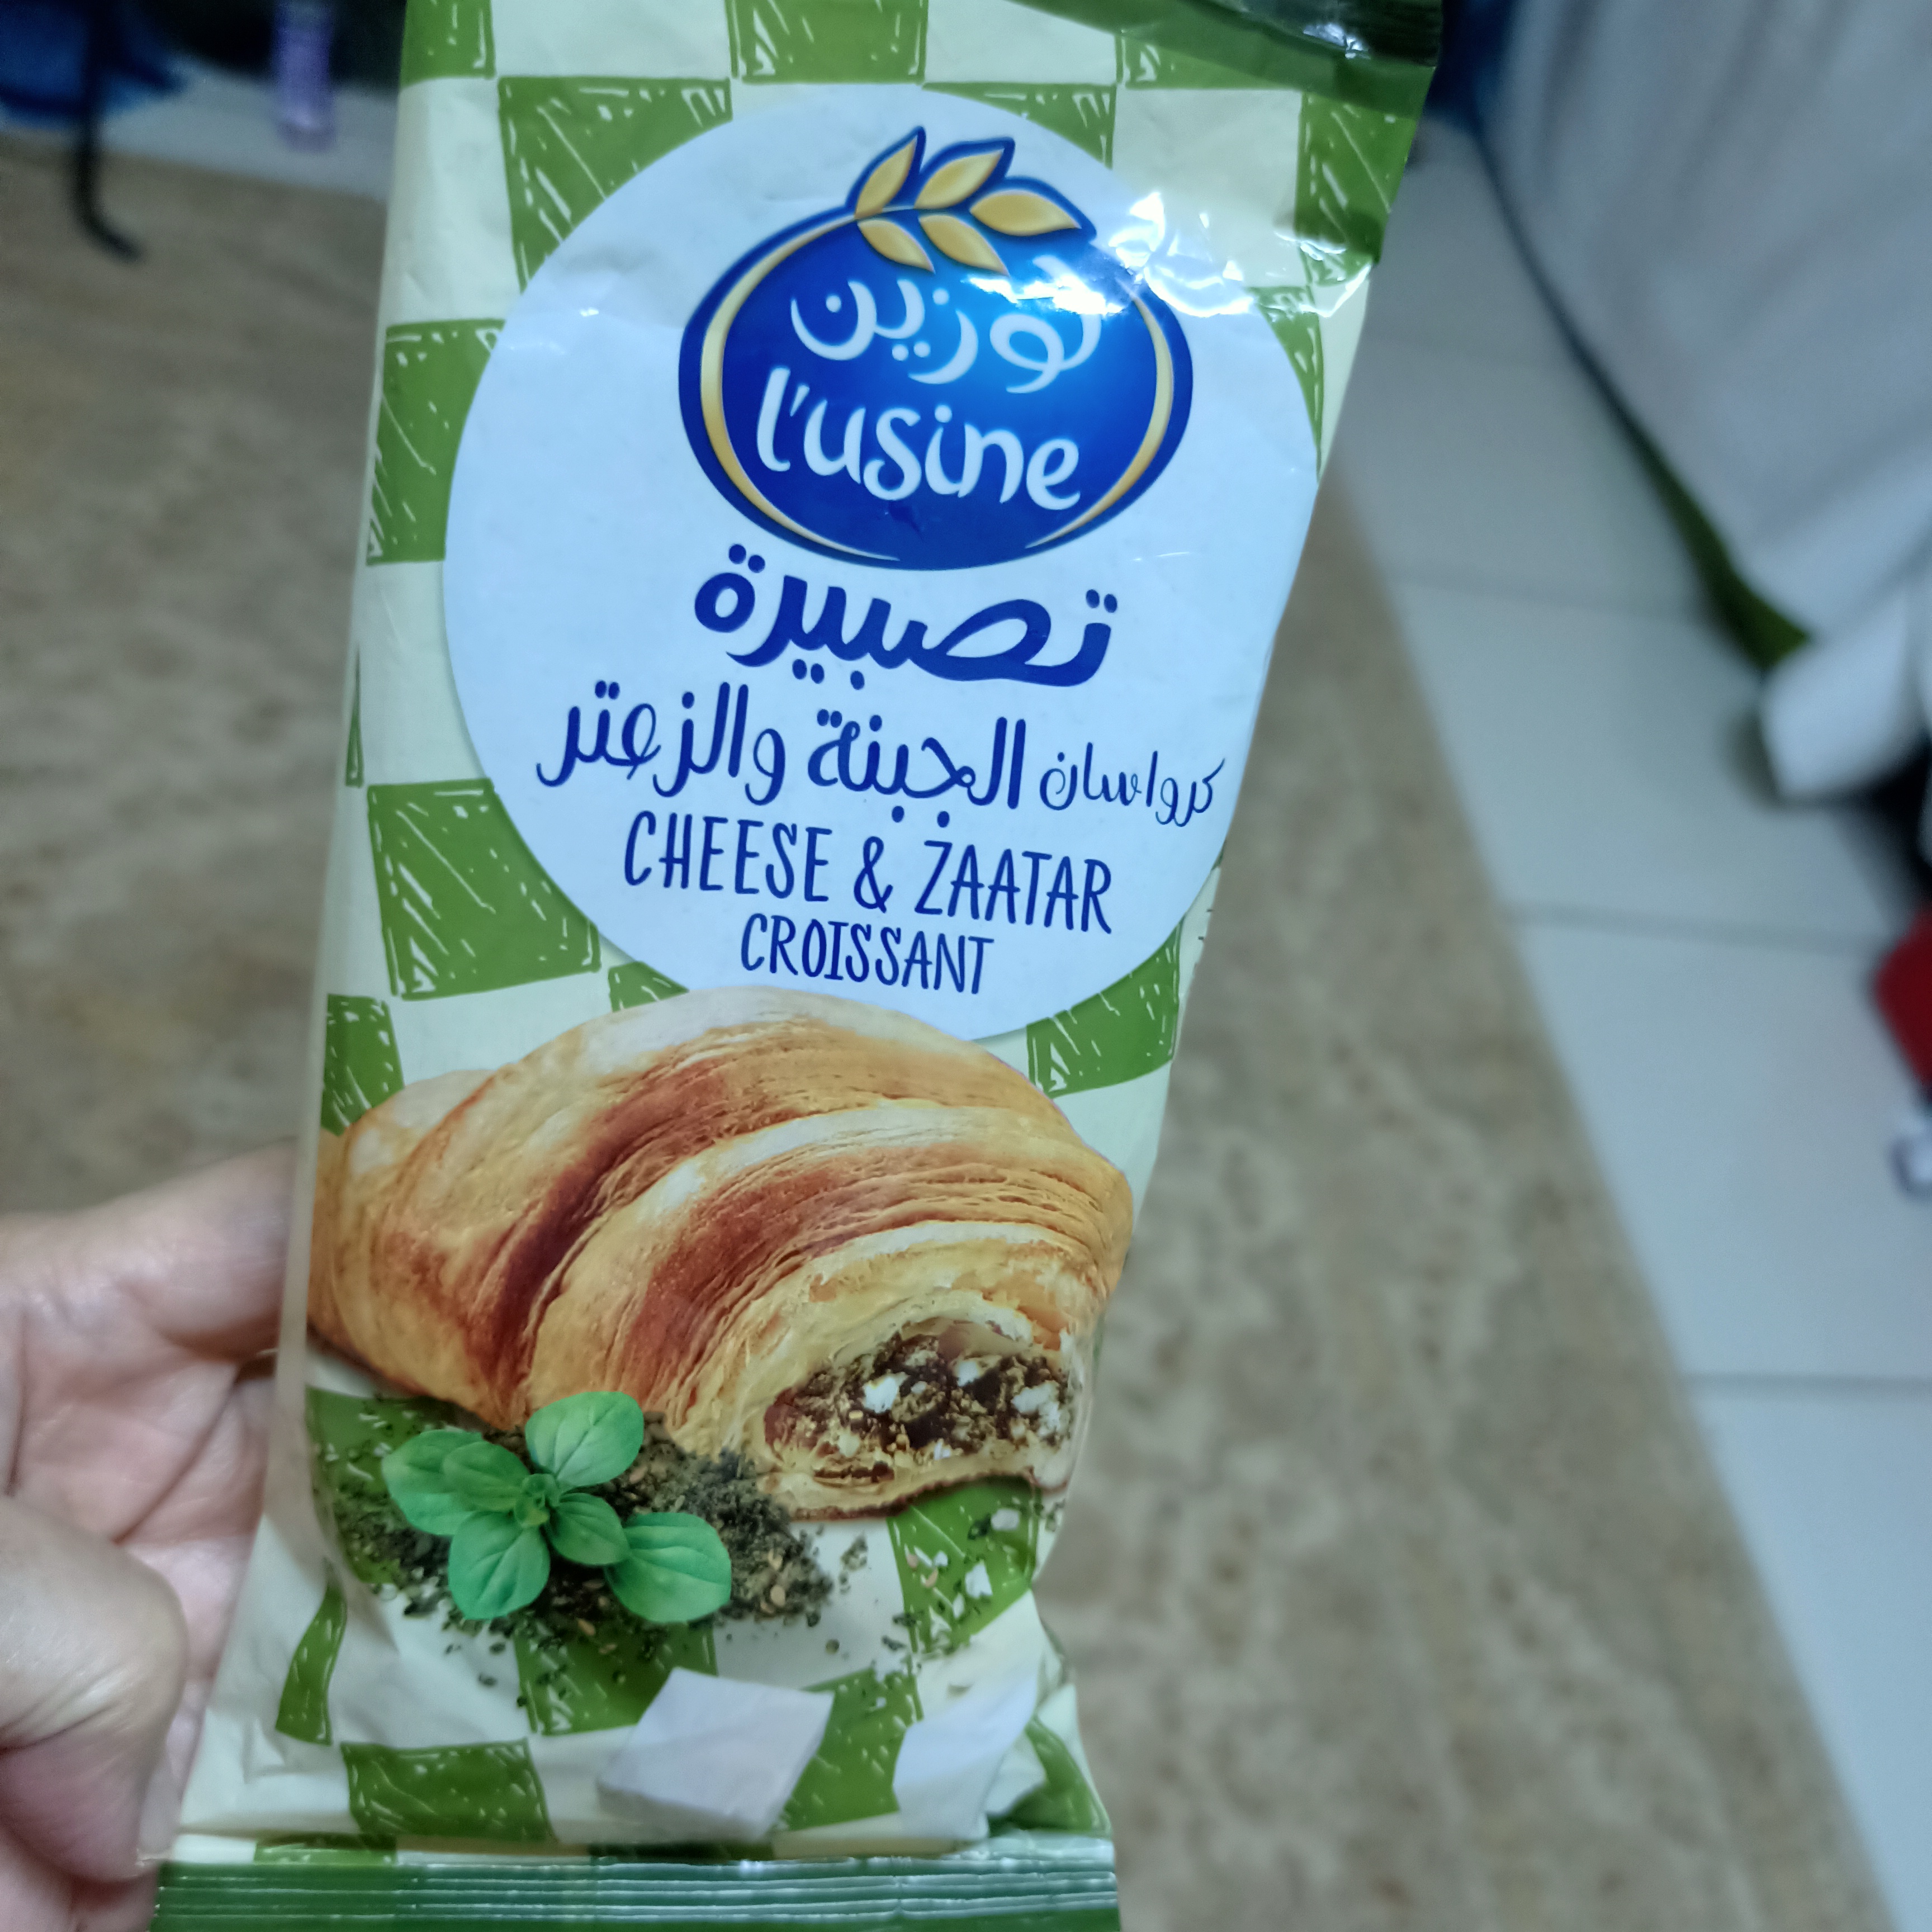 لوزين
l'usine
تصبيرة
كرواسان الجبنة والزعتر
CHEESE & ZAATAR
CROISSANT